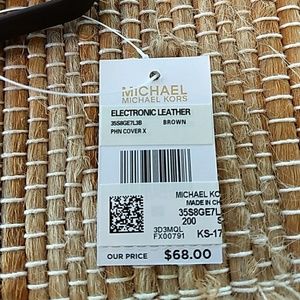 MICHAEL
MICHAEL KORS
ELECTRONIC LEATHER
35S8GE7L3B BROWN
PHN COVER X
MICHAEL KO
MADE IN CH
35S8GE7L
200 S
3D3MQL
FX00791 KS-17
OUR PRICE $68.00